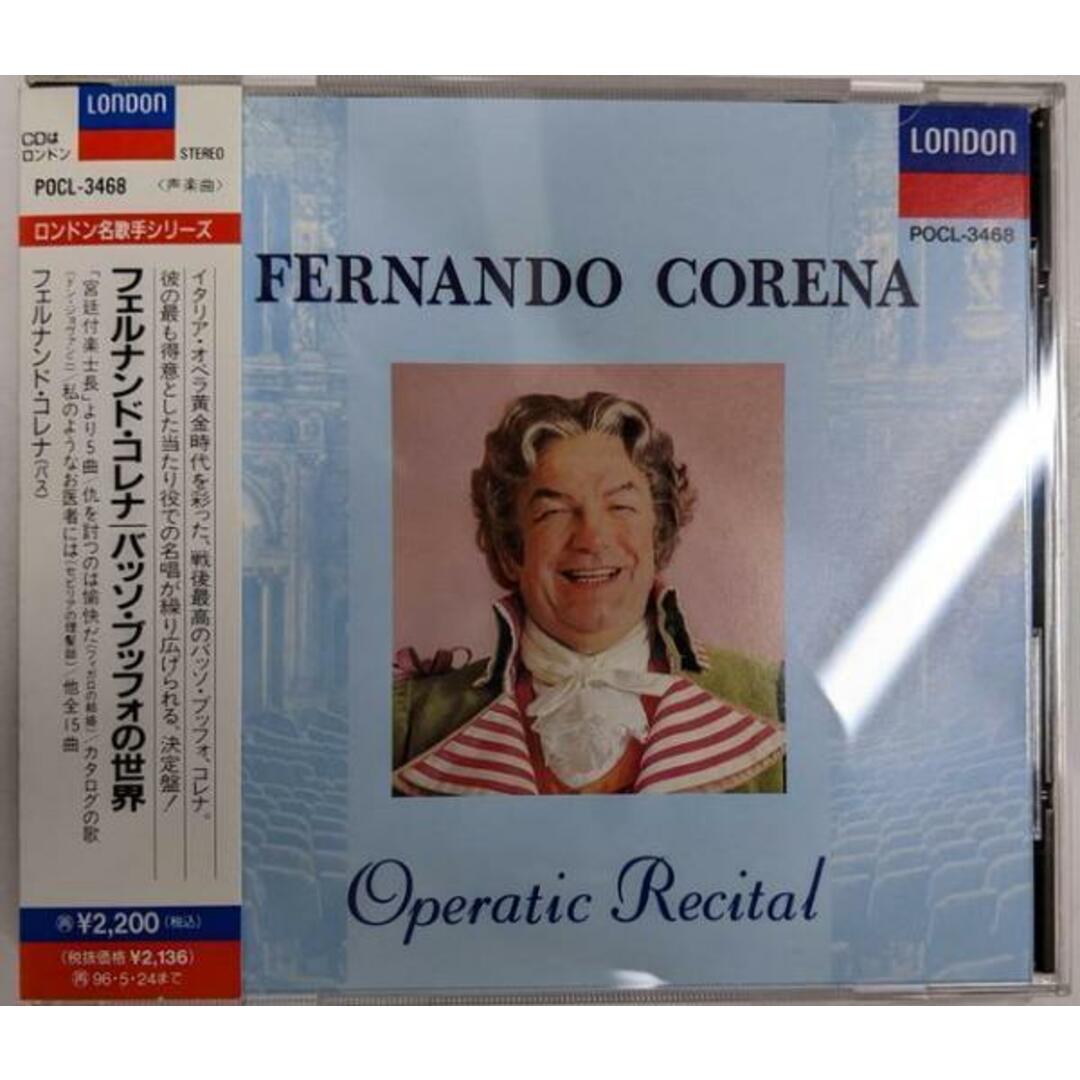 LONDON
CDは
ロンドン
STEREO
POCL-3468
〈声楽曲〉
ロンドン名歌手シリーズ
イタリア・オペラ黄金時代を彩った、戦後最高のバッソ・ブッフォ、コレナ。
彼の最も得意とした当たり役での名唱が繰り広げられる、決定盤!
フェルナンド・コレナ/バッソ・ブッフォの世界
「宮廷付楽士長」より5曲/仇を討つのは愉快だ(フィガロの結婚)/カタログの歌
(ドン・ジョヴァンニ)/私のようなお医者には(セビリアの理髪師)/他全15曲
フェルナンド・コレナ(バス)
再¥2,200(税込)
(税抜価格¥2,136)
再96・5・24まで
LONDON
POCL-3468
FERNANDO CORENA
Operatic Recital